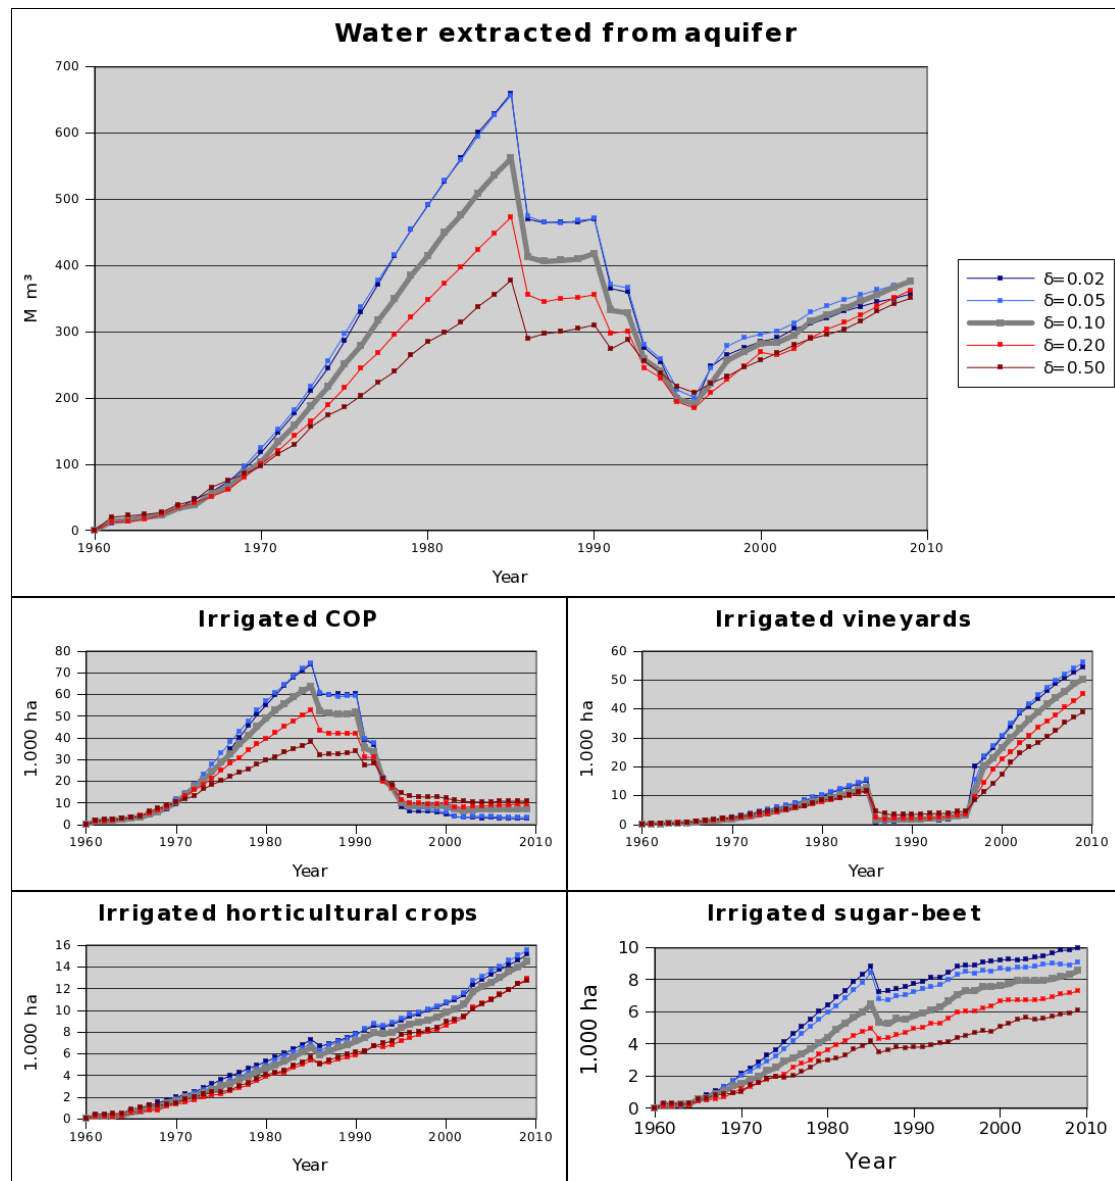 Water extracted from aquifer
700
600
500
400
300
200
100
0
M m³
1960 1970 1980 1990 2000 2010
Year
δ=0.02
δ=0.05
δ=0.10
δ=0.20
δ=0.50
Irrigated COP
80
70
60
50
40
30
20
10
0
1.000 ha
1960 1970 1980 1990 2000 2010
Year
Irrigated vineyards
60
50
40
30
20
10
0
1.000 ha
1960 1970 1980 1990 2000 2010
Year
Irrigated horticultural crops
16
14
12
10
8
6
4
2
0
1.000 ha
1960 1970 1980 1990 2000 2010
Year
Irrigated sugar-beet
10
8
6
4
2
0
1.000 ha
1960 1970 1980 1990 2000 2010
Year